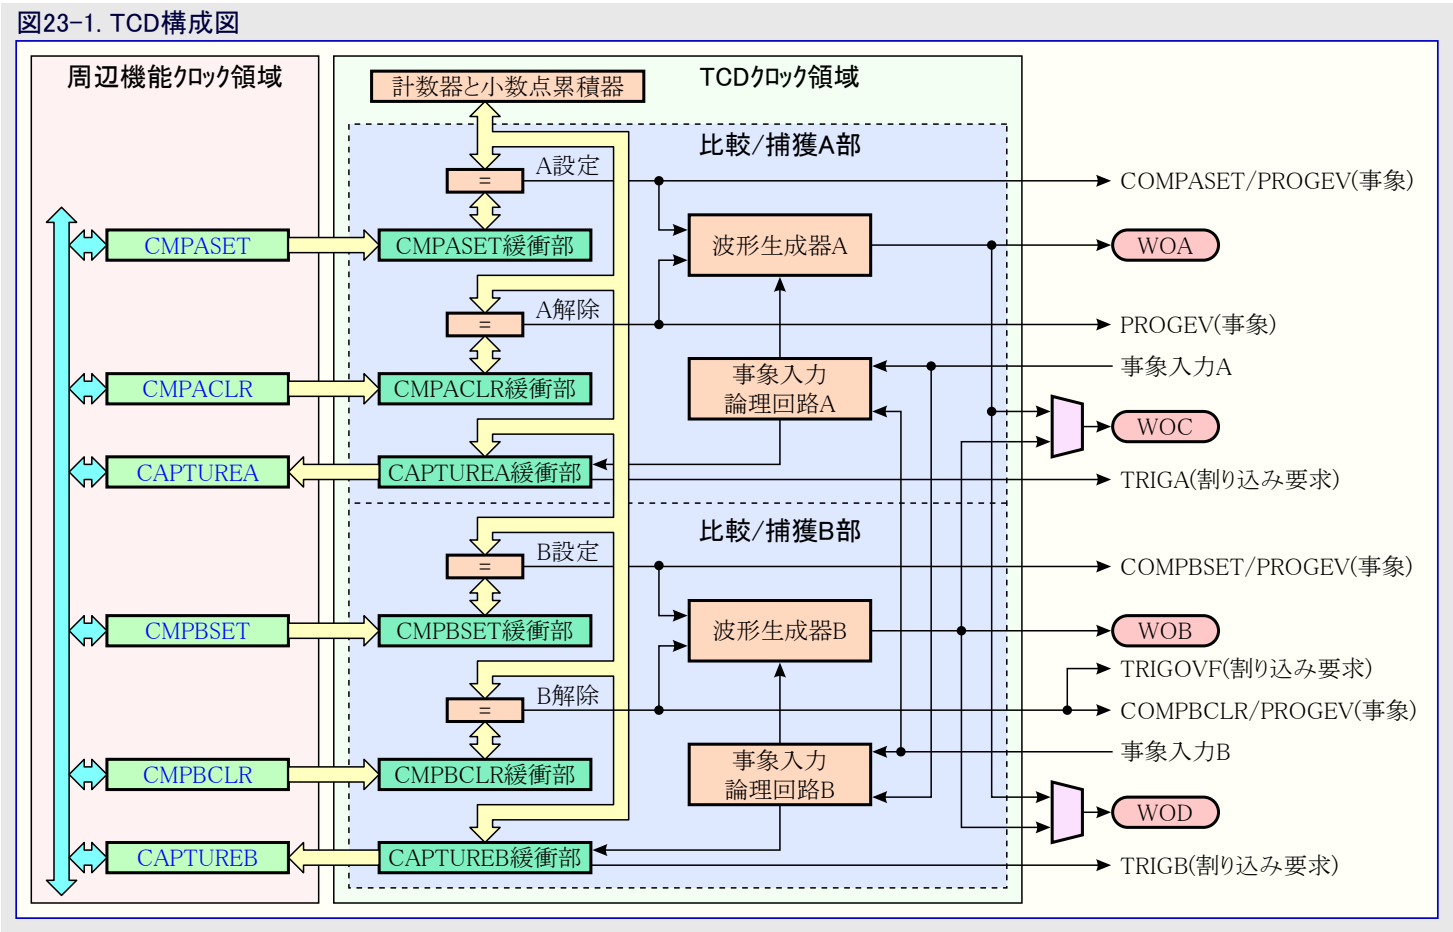 図23-1. TCD構成図
周辺機能クロック領域
TCDクロック領域
計数器と小数点累積器
比較/捕獲A部
=
A設定
COMPASET/PROGEV(事象)
CMPASET
CMPASET緩衝部
波形生成器A
WOA
=
A解除
PROGEV(事象)
CMPACLR
CMPACLR緩衝部
事象入力
論理回路A
事象入力A
WOC
CAPTUREA
CAPTUREA緩衝部
TRIGA(割り込み要求)
比較/捕獲B部
=
B設定
COMPBSET/PROGEV(事象)
CMPBSET
CMPBSET緩衝部
波形生成器B
WOB
TRIGOVF(割り込み要求)
=
B解除
COMPBCLR/PROGEV(事象)
CMPBCLR
CMPBCLR緩衝部
事象入力
論理回路B
事象入力B
WOD
CAPTUREB
CAPTUREB緩衝部
TRIGB(割り込み要求)